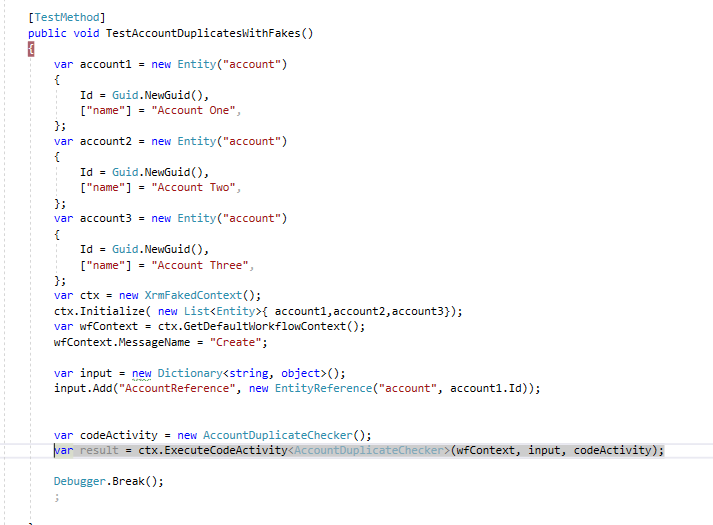 [TestMethod]
public void TestAccountDuplicatesWithFakes()
{
var account1 = new Entity("account")
{
Id = Guid.NewGuid(),
["name"] = "Account One",
};
var account2 = new Entity("account")
{
Id = Guid.NewGuid(),
["name"] = "Account Two",
};
var account3 = new Entity("account")
{
Id = Guid.NewGuid(),
["name"] = "Account Three",
};
var ctx = new XrmFakedContext();
ctx.Initialize( new List<Entity>{ account1,account2,account3});
var wfContext = ctx.GetDefaultWorkflowContext();
wfContext.MessageName = "Create";
var input = new Dictionary<string, object>();
input.Add("AccountReference", new EntityReference("account", account1.Id));
var codeActivity = new AccountDuplicateChecker();
var result = ctx.ExecuteCodeActivity<AccountDuplicateChecker>(wfContext, input, codeActivity);
Debugger.Break();
;